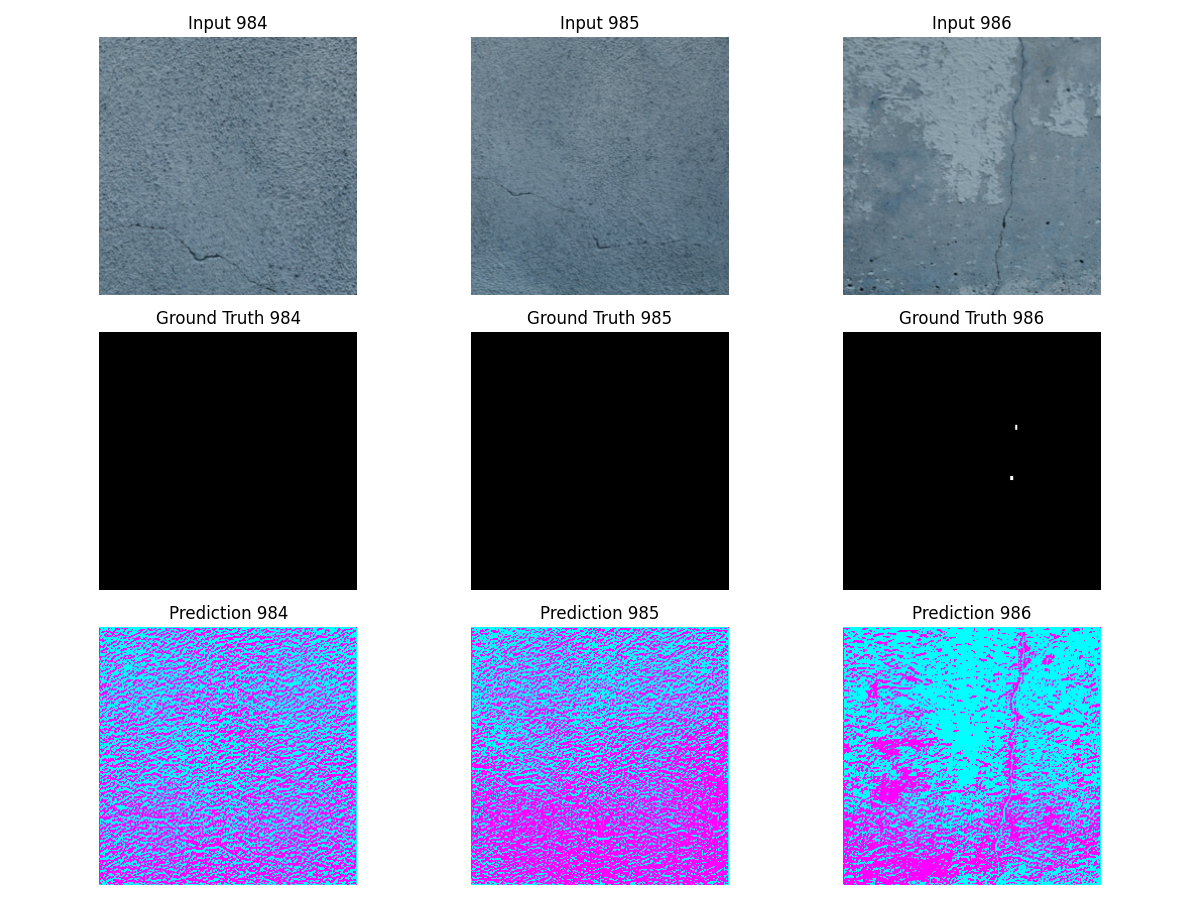 Input 984
Input 985
Input 986
Ground Truth 984
Ground Truth 985
Ground Truth 986
Prediction 984
Prediction 985
Prediction 986